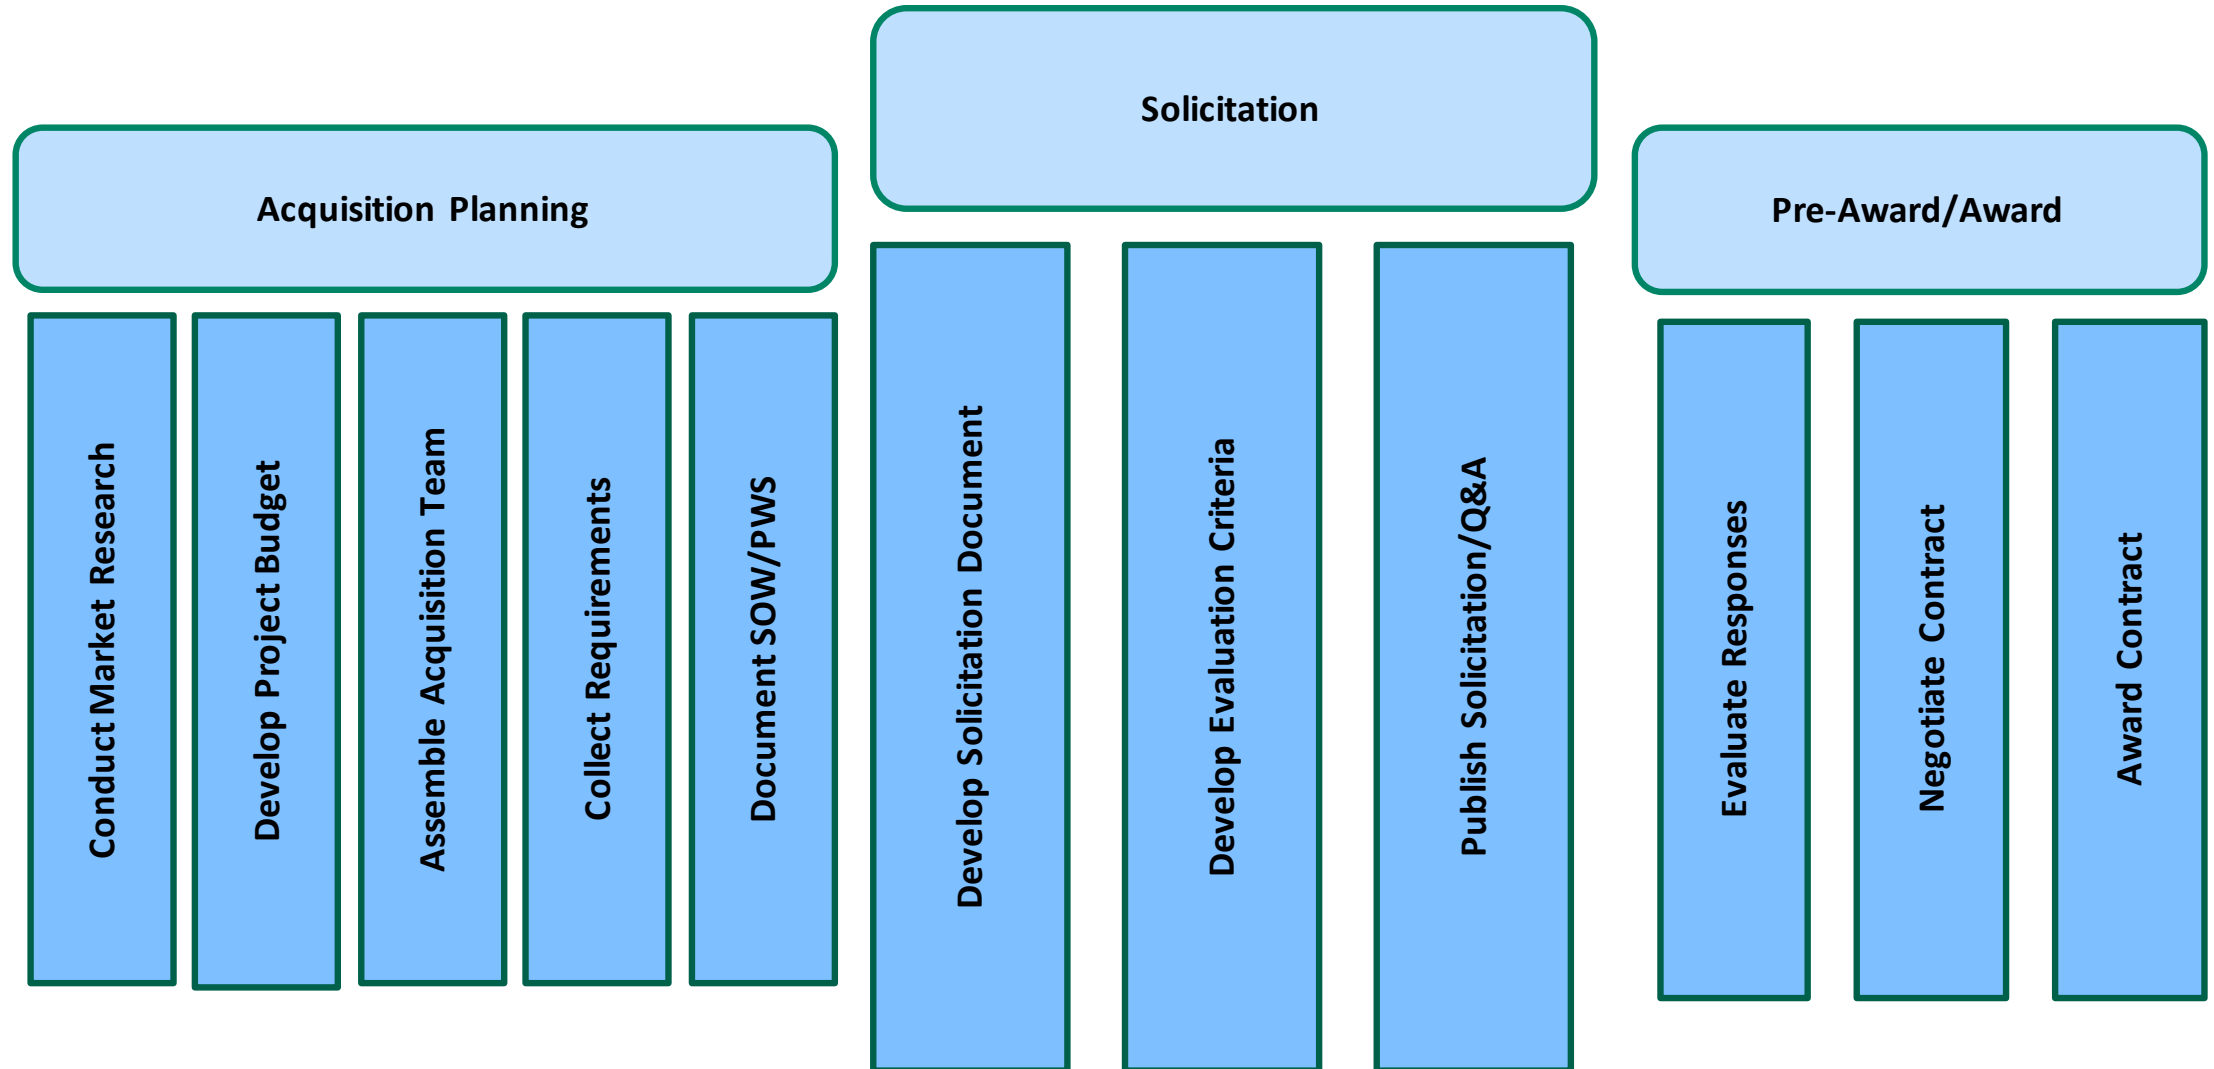 Acquisition Planning
Conduct Market Research
Develop Project Budget
Assemble Acquisition Team
Collect Requirements
Document SOW/PWS
Solicitation
Develop Solicitation Document
Develop Evaluation Criteria
Publish Solicitation/Q&A
Pre-Award/Award
Evaluate Responses
Negotiate Contract
Award Contract